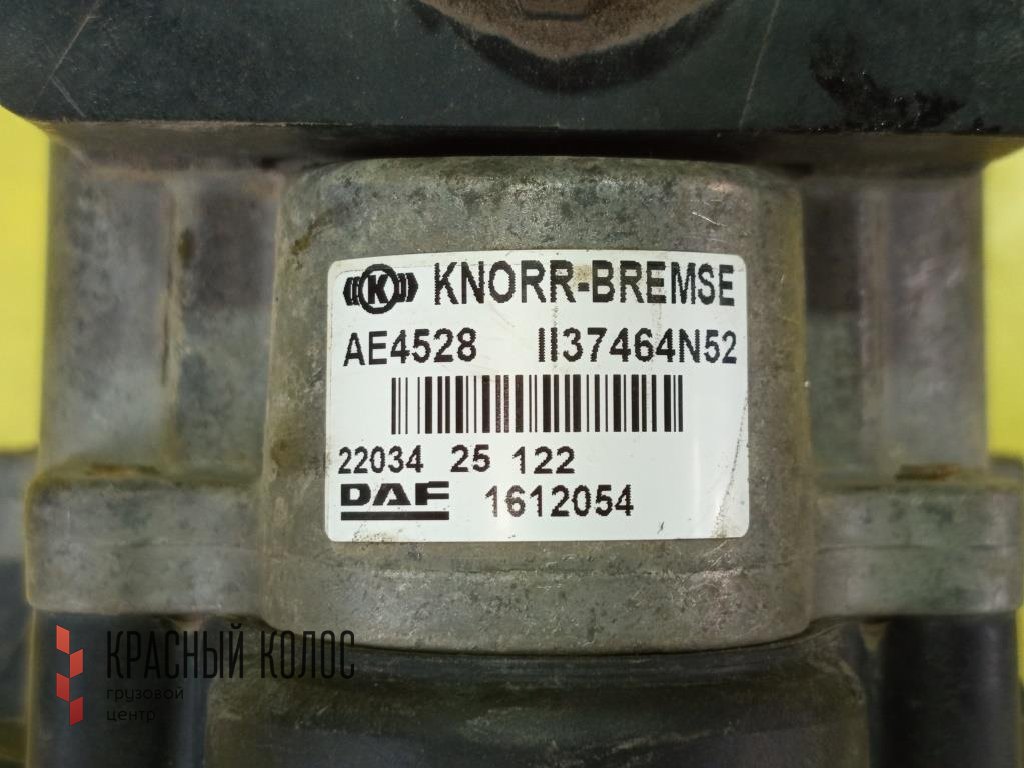 K KNORR-BREMSE
AE4528 II37464N52
22034 25 122
DAF 1612054
КРАСНЫЙ КОЛОС
грузовой
центр